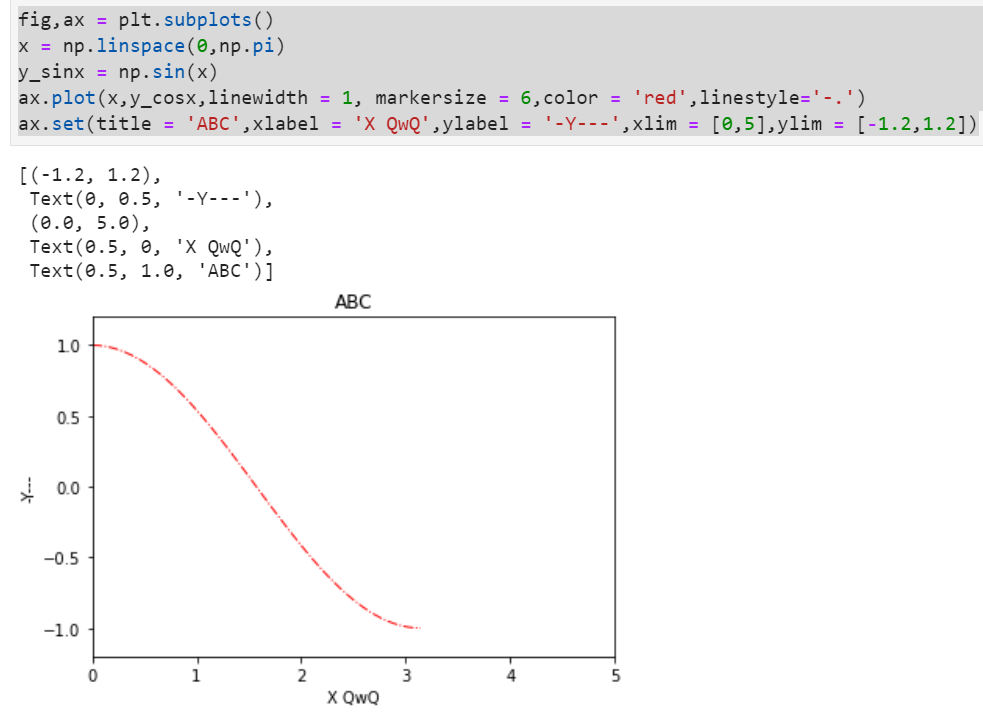 fig,ax = plt.subplots()
x = np.linspace(0,np.pi)
y_sinx = np.sin(x)
ax.plot(x,y_cosx,linewidth = 1, markersize = 6,color = 'red',linestyle='-.')
ax.set(title = 'ABC',xlabel = 'X QwQ',ylabel = '-Y---',xlim = [0,5],ylim = [-1.2,1.2])
[(-1.2, 1.2),
Text(0, 0.5, '-Y---'),
(0.0, 5.0),
Text(0.5, 0, 'X QwQ'),
Text(0.5, 1.0, 'ABC')]
ABC
1.0
0.5
0.0
−0.5
−1.0
-Y---
0 1 2 3 4 5
X QwQ